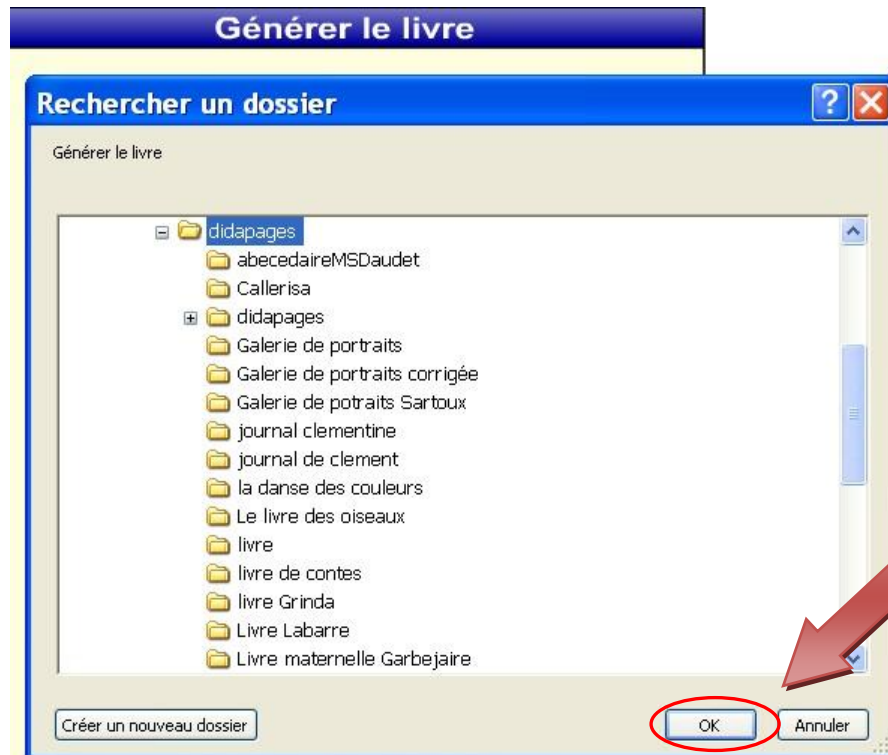 Générer le livre
Rechercher un dossier
Générer le livre
didapages
abecedaireMSDaudet
Callerisa
didapages
Galerie de portraits
Galerie de portraits corrigée
Galerie de potraits Sartoux
journal clementine
journal de clement
la danse des couleurs
Le livre des oiseaux
livre
livre de contes
livre Grinda
Livre Labarre
Livre maternelle Garbejaire
Créer un nouveau dossier OK Annuler